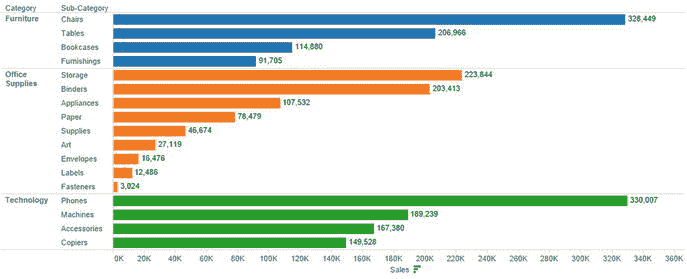 Category Sub-Category
Furniture Chairs 328,449
Tables 206,966
Bookcases 114,880
Furnishings 91,705
Office Supplies Storage 223,844
Binders 203,413
Appliances 107,532
Paper 78,479
Supplies 46,674
Art 27,119
Envelopes 16,476
Labels 12,486
Fasteners 3,024
Technology Phones 330,007
Machines 189,239
Accessories 167,380
Copiers 149,528
0K 20K 40K 60K 80K 100K 120K 140K 160K 180K 200K 220K 240K 260K 280K 300K 320K 340K 360K
Sales